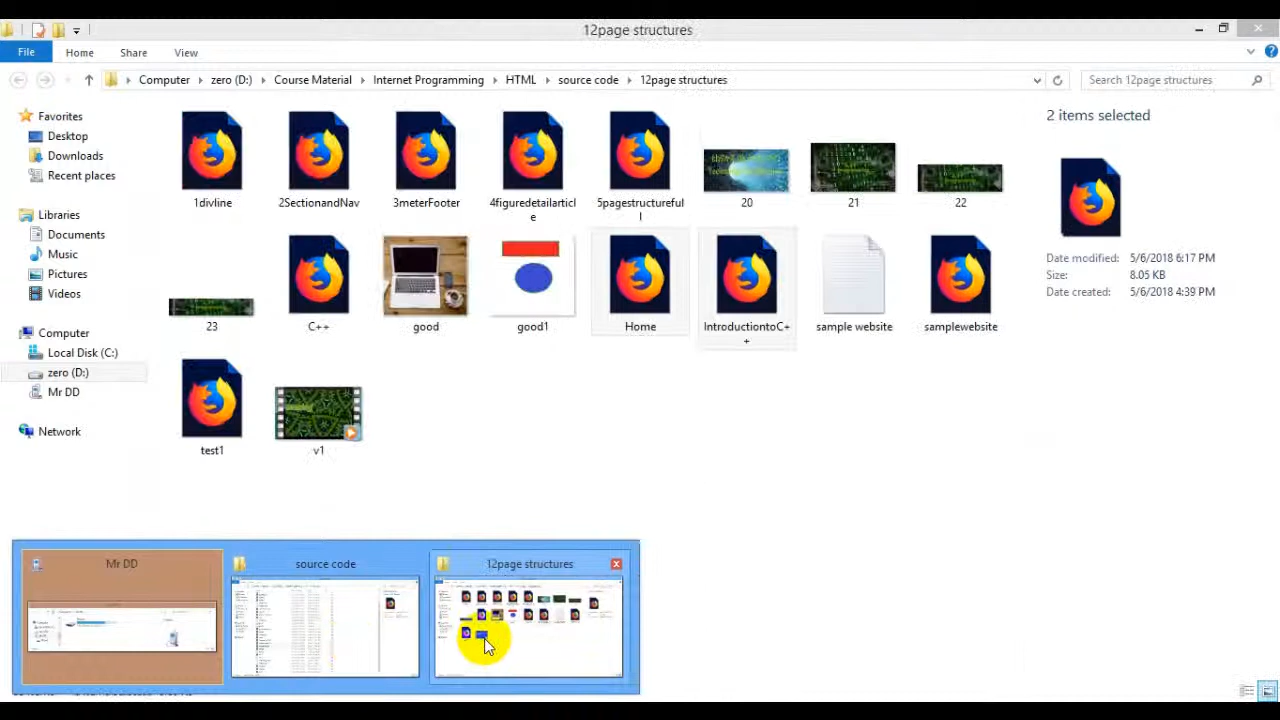 12page structures
File Home Share View
Computer zero (D:) Course Material Internet Programming HTML source code 12page structures
Search 12page structures
Favorites
Desktop
Downloads
Recent places
Libraries
Documents
Music
Pictures
Videos
Computer
Local Disk (C:)
zero (D:)
Mr DD
Network
1divline
2SectionandNav
3meterFooter
4figuredetailarticl
e
5pagestructureful
l
20
21
22
23
C++
good
good1
Home
IntroductiontoC+
+
sample website
samplewebsite
test1
v1
2 items selected
Date modified: 5/6/2018 6:17 PM
Size: 8.05 KB
Date created: 5/6/2018 4:39 PM
Mr DD
source code
12page structures